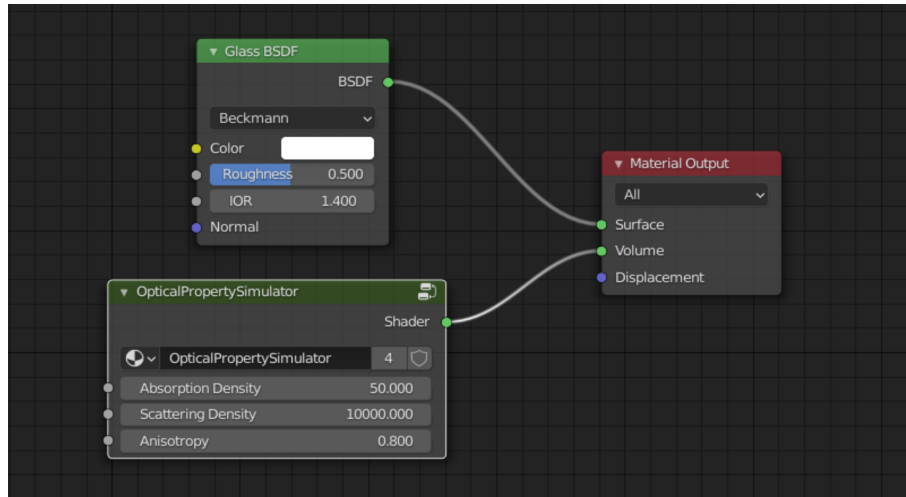 Glass BSDF
BSDF
Beckmann
Color
Roughness 0.500
IOR 1.400
Normal
Material Output
All
Surface
Volume
Displacement
OpticalPropertySimulator
Shader
OpticalPropertySimulator 4
Absorption Density 50.000
Scattering Density 10000.000
Anisotropy 0.800